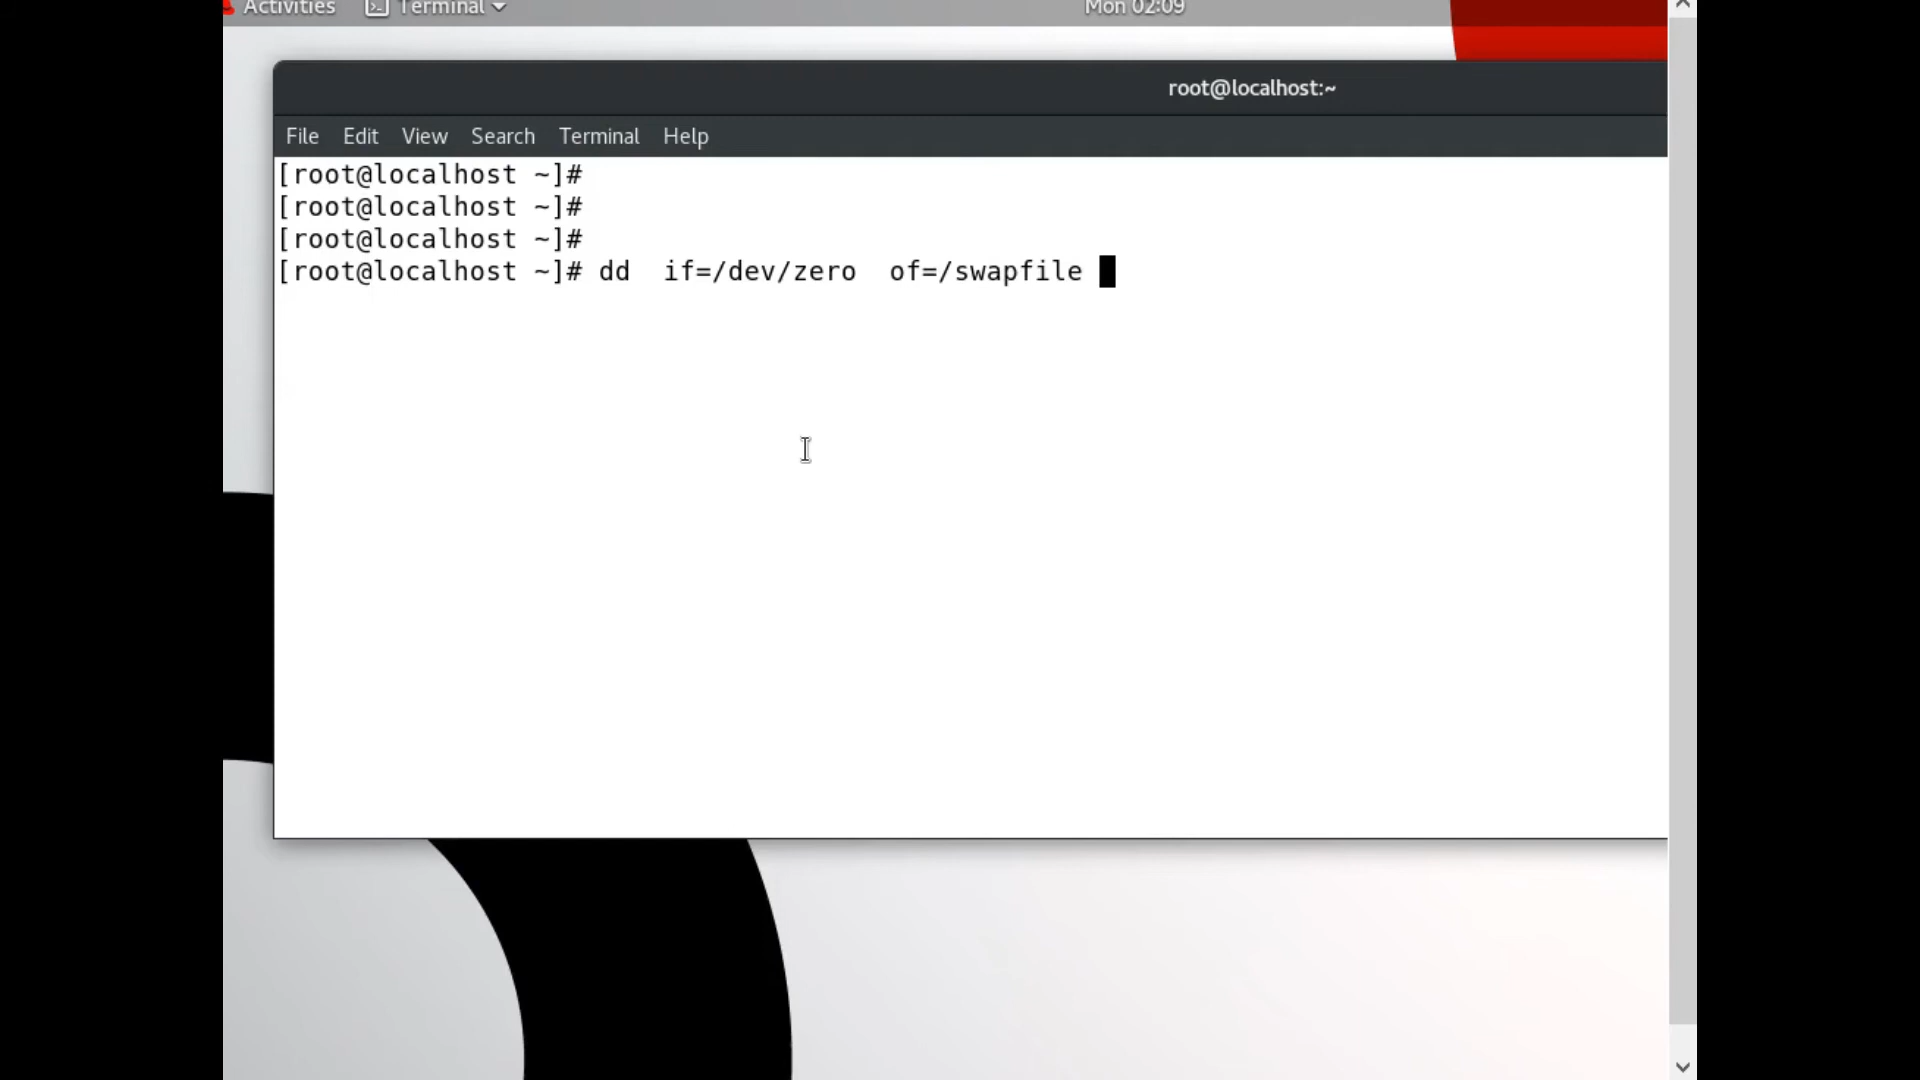 Activities Terminal Mon 02:09
root@localhost:~
File Edit View Search Terminal Help
[root@localhost ~]#
[root@localhost ~]#
[root@localhost ~]#
[root@localhost ~]# dd  if=/dev/zero  of=/swapfile